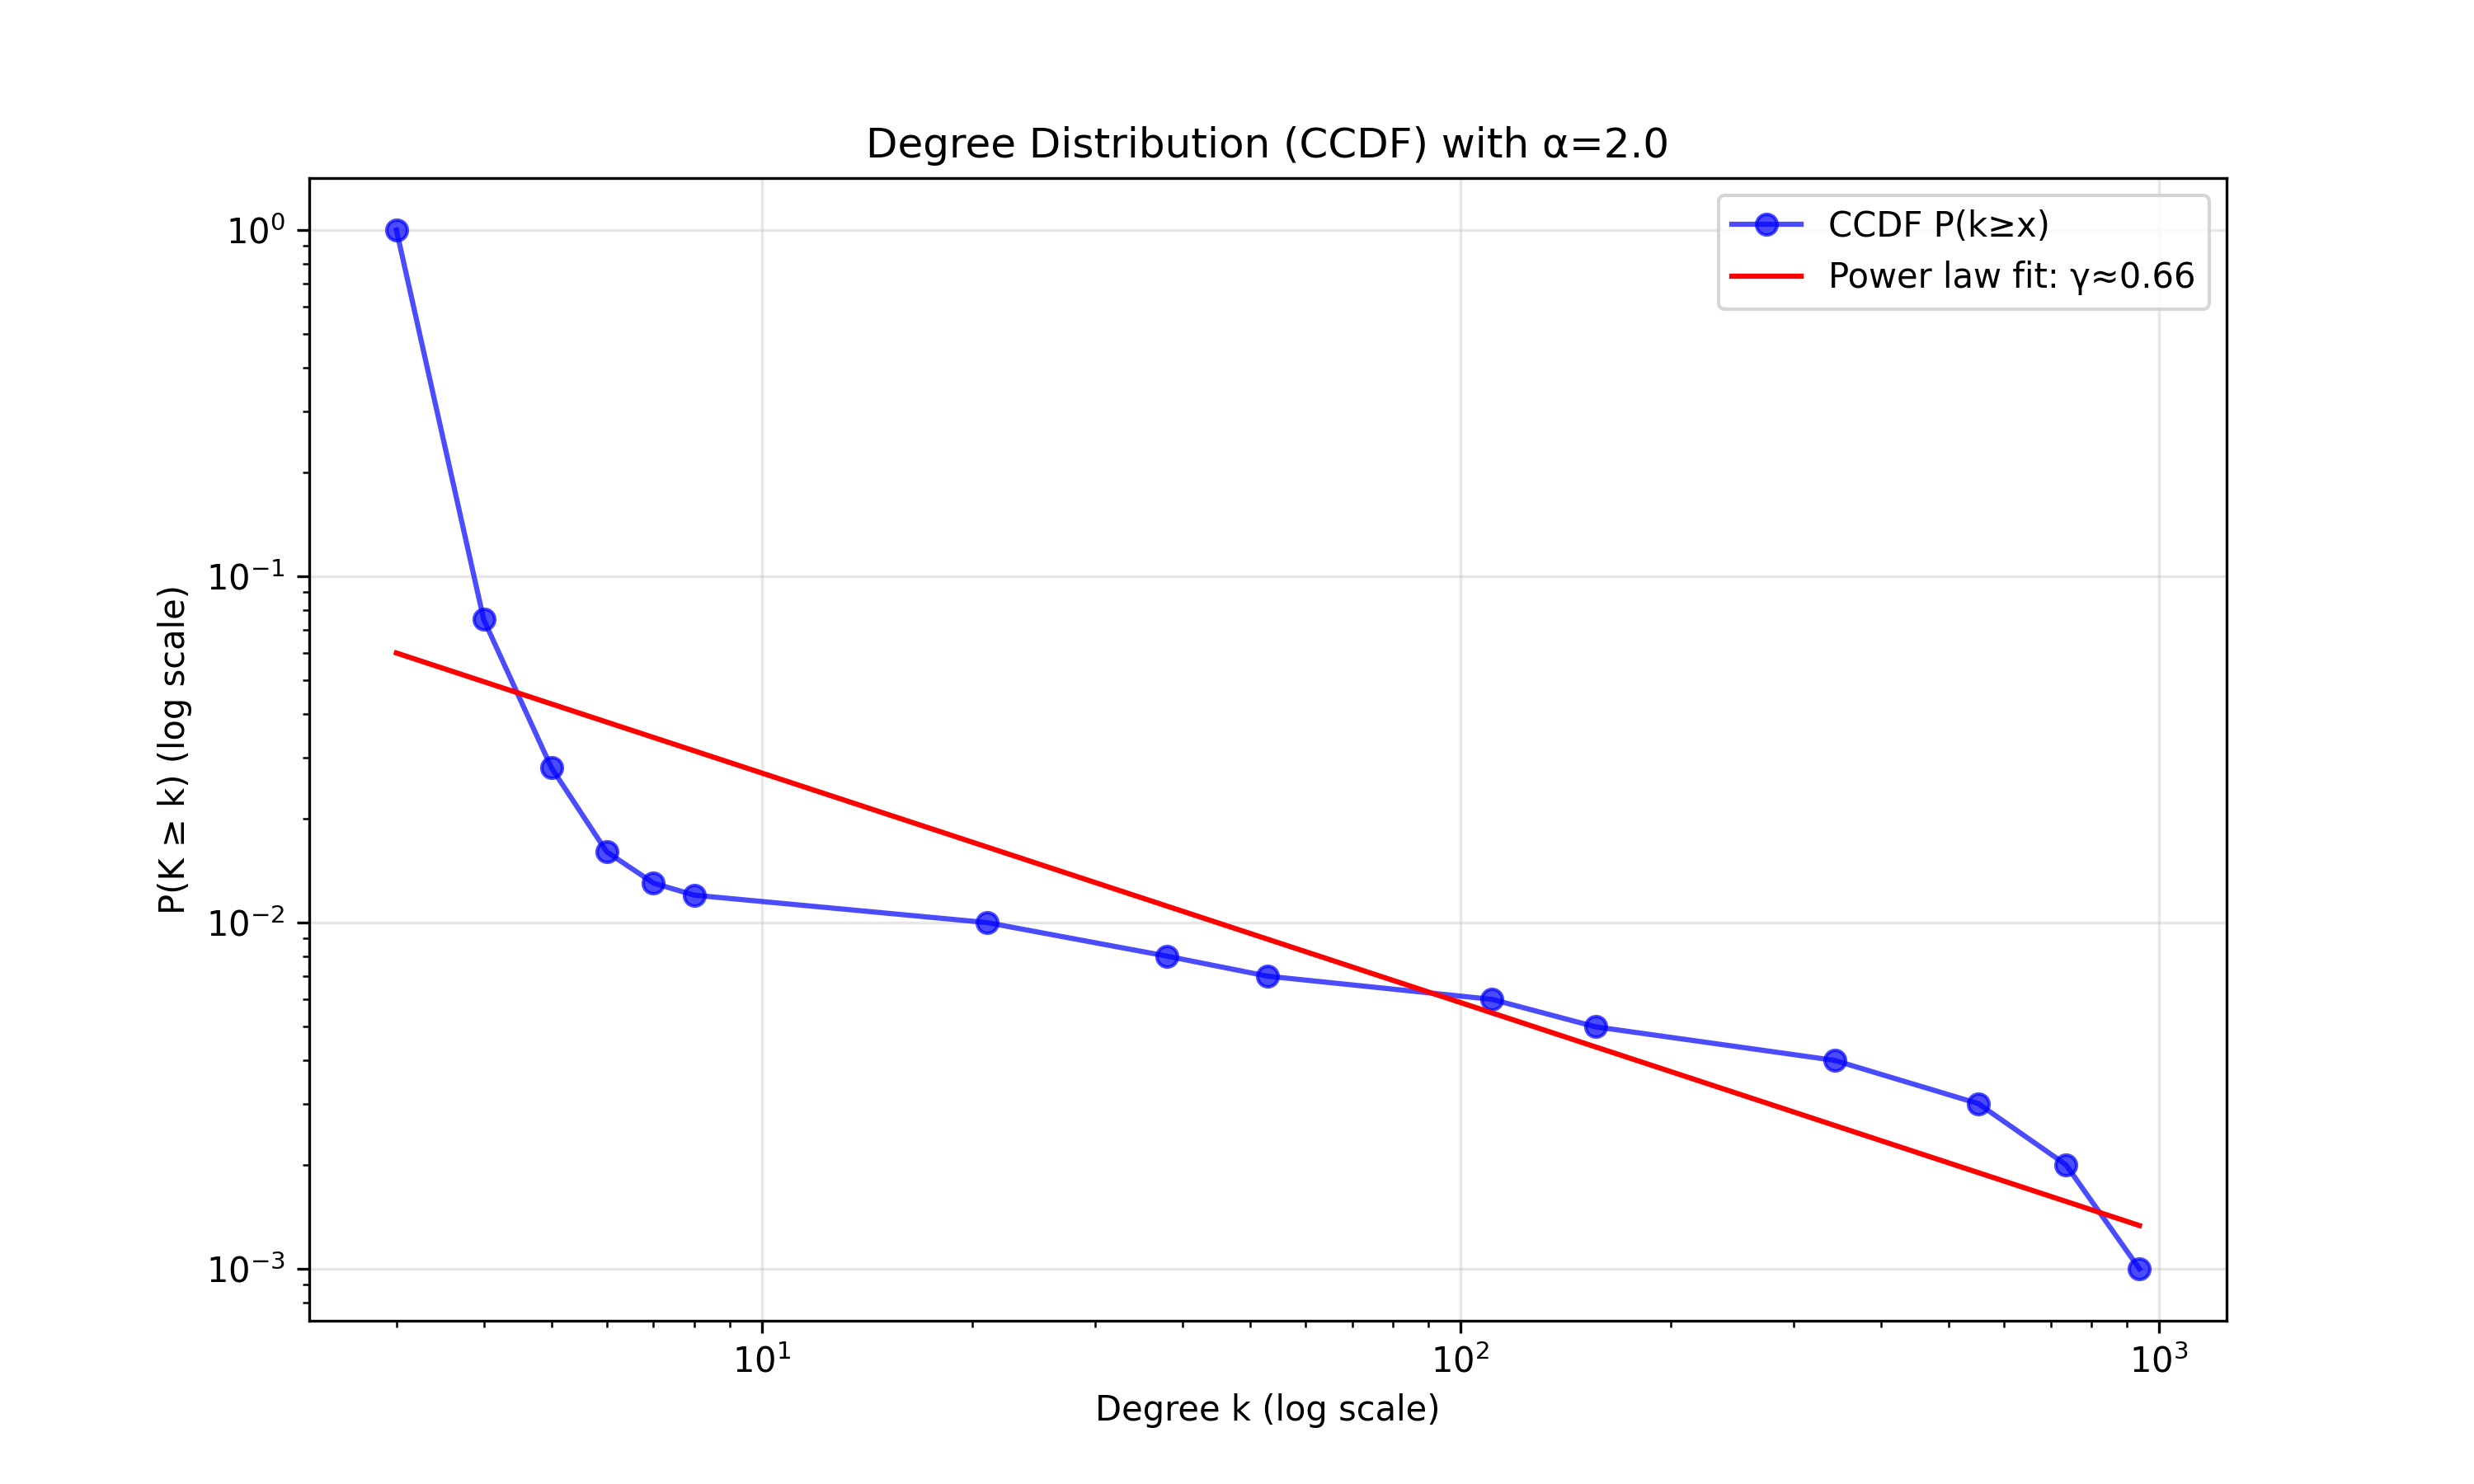 Degree Distribution (CCDF) with α=2.0
CCDF P(k≥x)
Power law fit: γ≈0.66
P(K ≥ k) (log scale)
10⁰
10⁻¹
10⁻²
10⁻³
10¹ 10² 10³
Degree k (log scale)